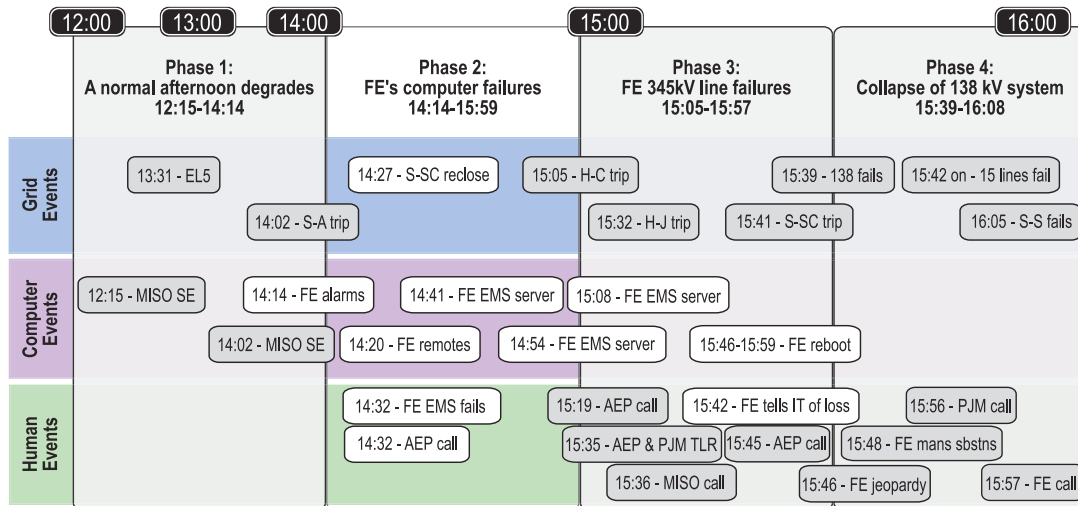 12:00
13:00
14:00
15:00
16:00
Phase 1:
A normal afternoon degrades
12:15-14:14
Phase 2:
FE's computer failures
14:14-15:59
Phase 3:
FE 345kV line failures
15:05-15:57
Phase 4:
Collapse of 138 kV system
15:39-16:08
Grid
Events
13:31 - EL5
14:27 - S-SC reclose
15:05 - H-C trip
15:39 - 138 fails
15:42 on - 15 lines fail
14:02 - S-A trip
15:32 - H-J trip
15:41 - S-SC trip
16:05 - S-S fails
Computer
Events
12:15 - MISO SE
14:14 - FE alarms
14:41 - FE EMS server
15:08 - FE EMS server
14:02 - MISO SE
14:20 - FE remotes
14:54 - FE EMS server
15:46-15:59 - FE reboot
Human
Events
14:32 - FE EMS fails
15:19 - AEP call
15:42 - FE tells IT of loss
15:56 - PJM call
14:32 - AEP call
15:35 - AEP & PJM TLR
15:45 - AEP call
15:48 - FE mans sbstns
15:36 - MISO call
15:46 - FE jeopardy
15:57 - FE call